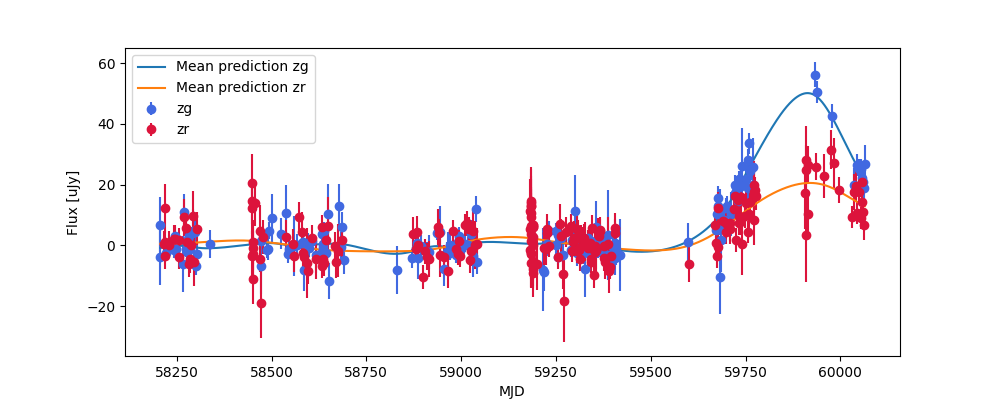 60
40
20
0
−20
Flux [uJy]
Mean prediction zg
Mean prediction zr
zg
zr
58250 58500 58750 59000 59250 59500 59750 60000
MJD